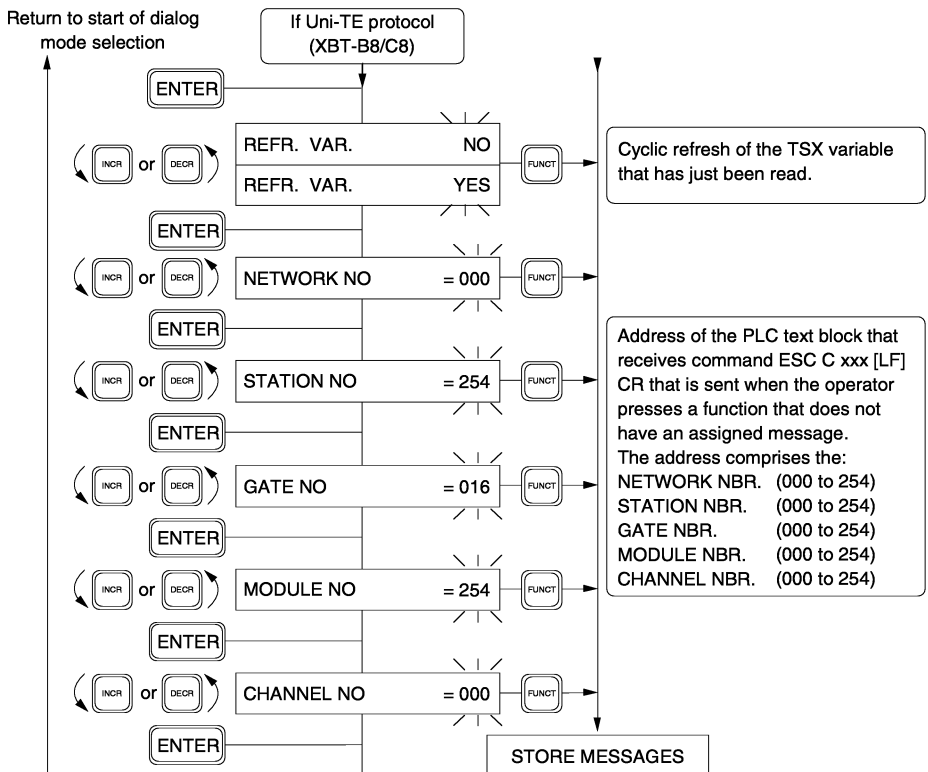 Return to start of dialog
mode selection
If Uni-TE protocol
(XBT-B8/C8)
ENTER
INCR or DECR
REFR. VAR. NO
REFR. VAR. YES
FUNCT
Cyclic refresh of the TSX variable
that has just been read.
ENTER
INCR or DECR
NETWORK NO = 000
FUNCT
ENTER
INCR or DECR
STATION NO = 254
FUNCT
Address of the PLC text block that
receives command ESC C xxx [LF]
CR that is sent when the operator
presses a function that does not
have an assigned message.
The address comprises the:
NETWORK NBR. (000 to 254)
STATION NBR. (000 to 254)
GATE NBR. (000 to 254)
MODULE NBR. (000 to 254)
CHANNEL NBR. (000 to 254)
ENTER
INCR or DECR
GATE NO = 016
FUNCT
ENTER
INCR or DECR
MODULE NO = 254
FUNCT
ENTER
INCR or DECR
CHANNEL NO = 000
FUNCT
ENTER
STORE MESSAGES